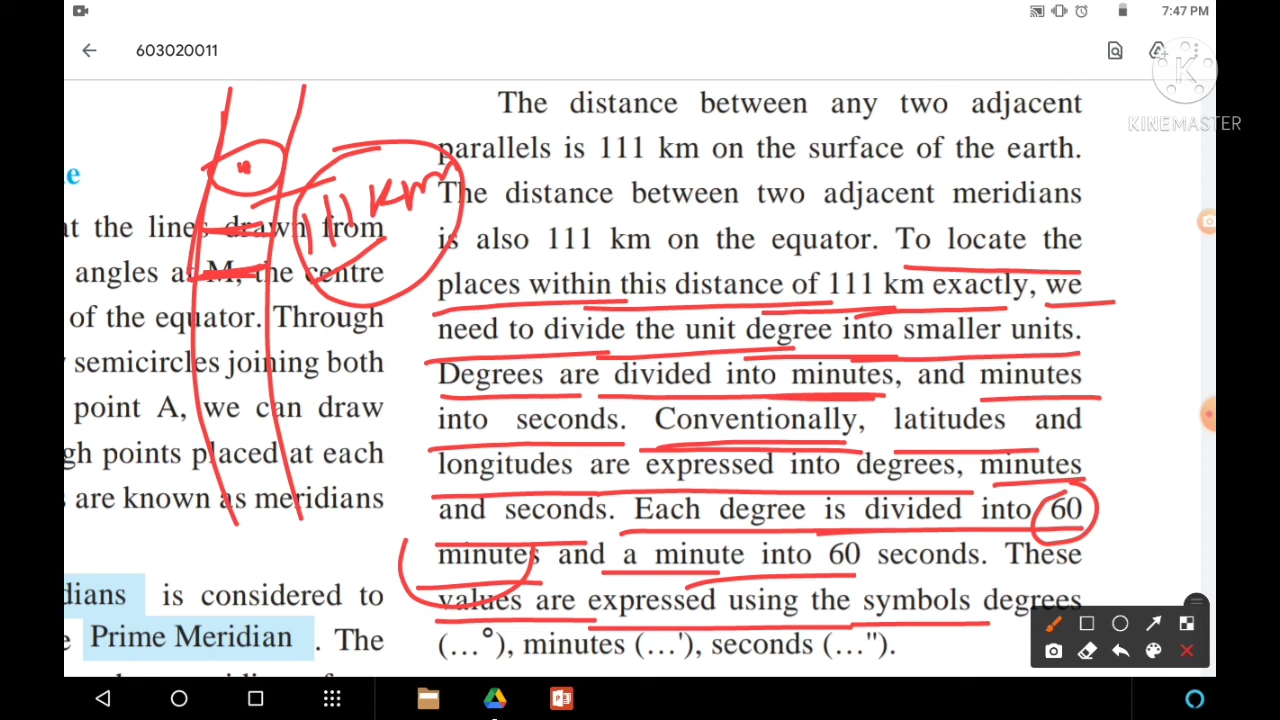 7:47 PM
603020011
KINEMASTER
The distance between any two adjacent
parallels is 111 km on the surface of the earth.
The distance between two adjacent meridians
is also 111 km on the equator. To locate the
places within this distance of 111 km exactly, we
need to divide the unit degree into smaller units.
Degrees are divided into minutes, and minutes
into seconds. Conventionally, latitudes and
longitudes are expressed into degrees, minutes
and seconds. Each degree is divided into 60
minutes and a minute into 60 seconds. These
values are expressed using the symbols degrees
(...°), minutes (...'), seconds (...").
the lines drawn from
angles at M, the centre
of the equator. Through
semicircles joining both
point A, we can draw
points placed at each
are known as meridians
is considered to
Prime Meridian . The
111 Km